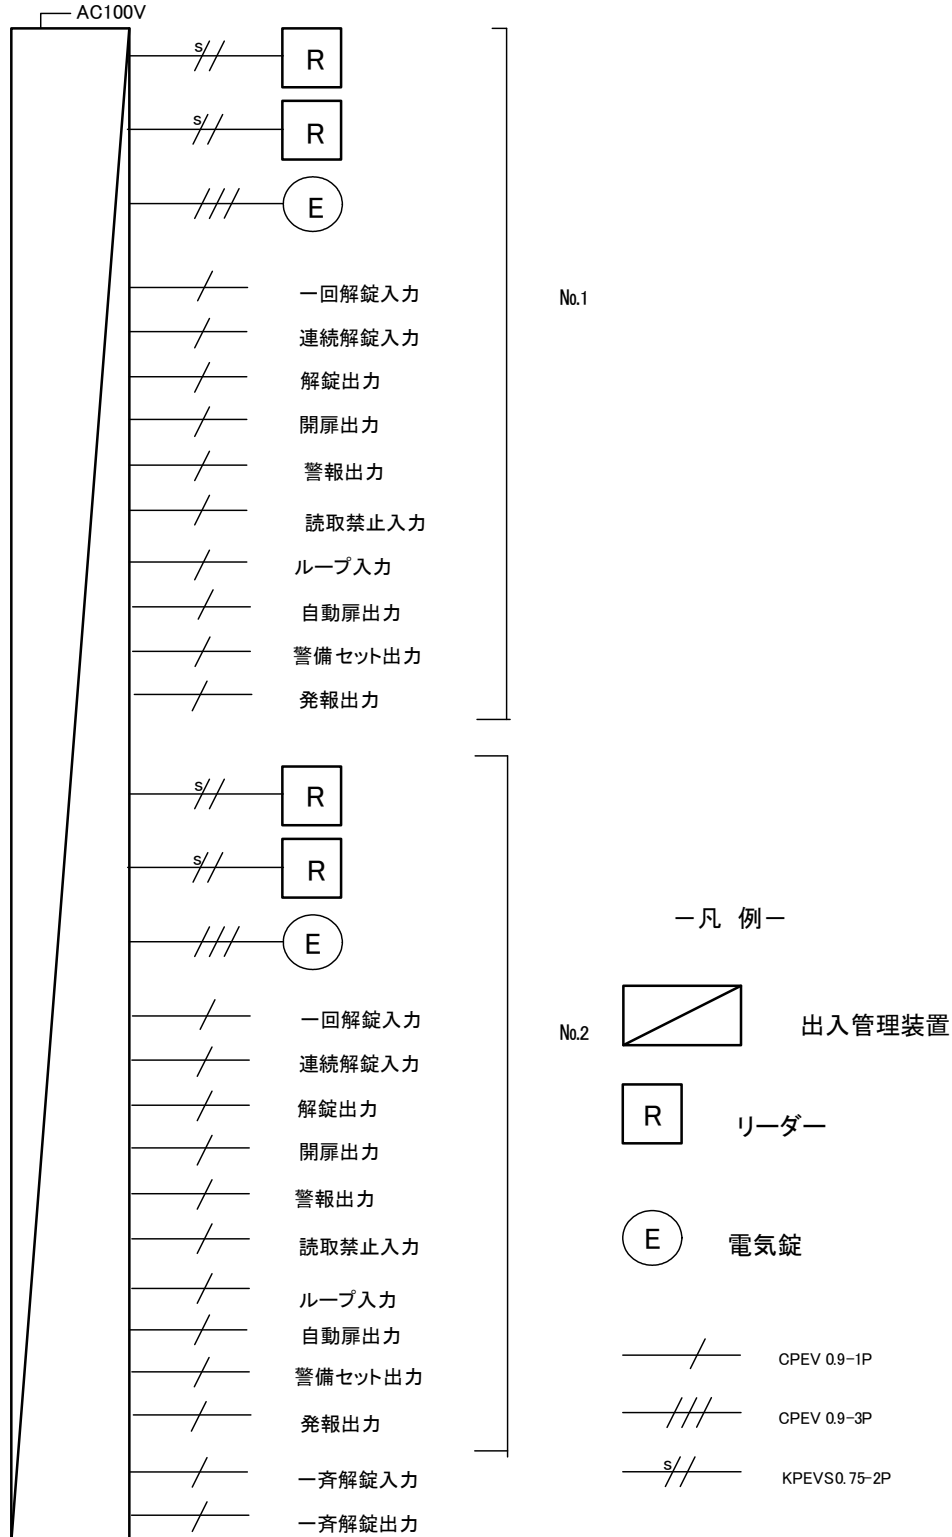 AC100V
s
R
s
R
E
一回解錠入力
No.1
連続解錠入力
解錠出力
開扉出力
警報出力
読取禁止入力
ループ入力
自動扉出力
警備セット出力
発報出力
s
R
s
R
E
一回解錠入力
連続解錠入力
解錠出力
開扉出力
警報出力
読取禁止入力
ループ入力
自動扉出力
警備セット出力
発報出力
一斉解錠入力
一斉解錠出力
No.2
－凡 例－
出入管理装置
R リーダー
E 電気錠
CPEV 0.9-1P
CPEV 0.9-3P
s KPEVS0.75-2P